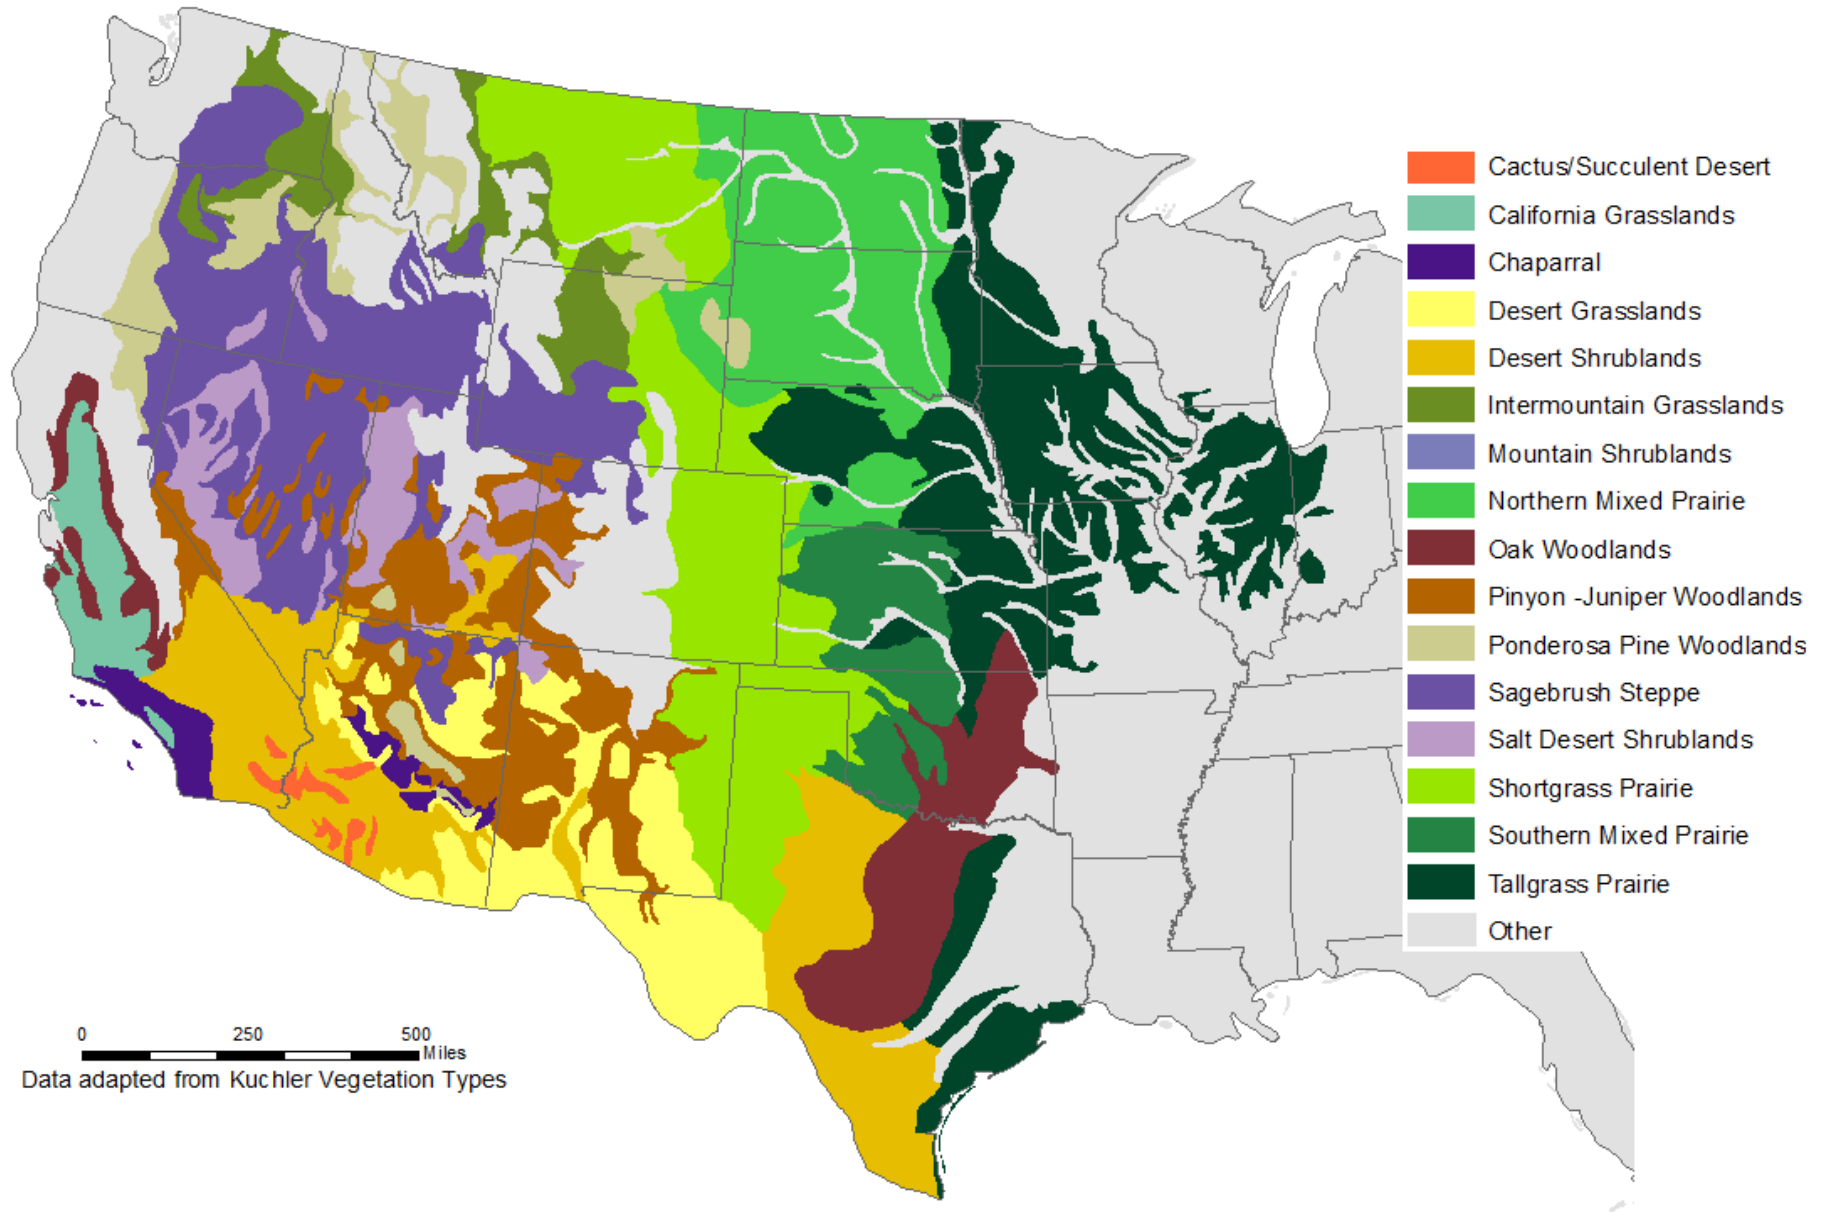 Cactus/Succulent Desert
California Grasslands
Chaparral
Desert Grasslands
Desert Shrublands
Intermountain Grasslands
Mountain Shrublands
Northern Mixed Prairie
Oak Woodlands
Pinyon -Juniper Woodlands
Ponderosa Pine Woodlands
Sagebrush Steppe
Salt Desert Shrublands
Shortgrass Prairie
Southern Mixed Prairie
Tallgrass Prairie
Other
0 250 500
Miles
Data adapted from Kuchler Vegetation Types